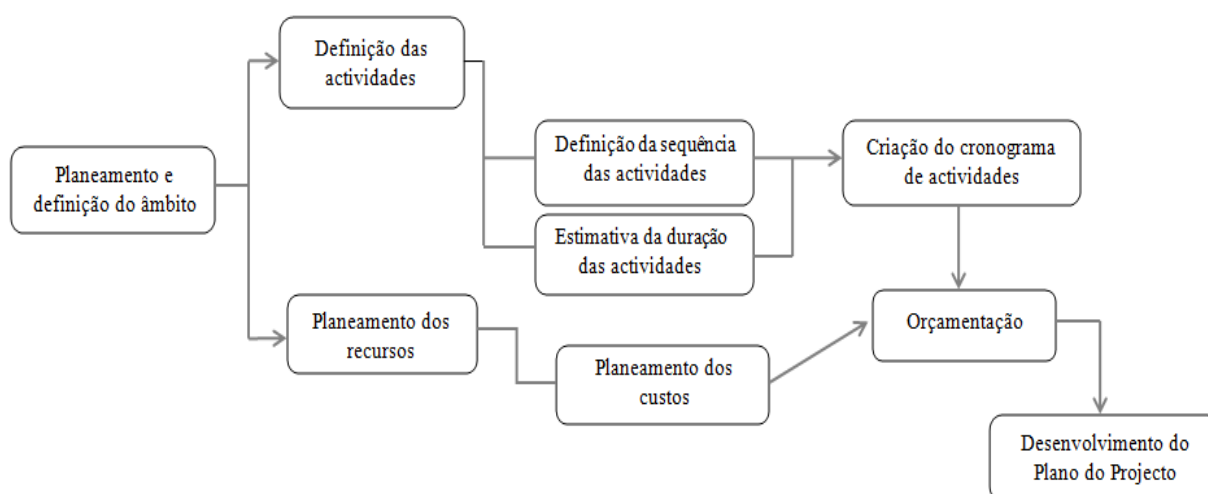 Definição das
actividades
Planeamento e
definição do âmbito
Definição da sequência
das actividades
Estimativa da duração
das actividades
Criação do cronograma
de actividades
Planeamento dos
recursos
Planeamento dos
custos
Orçamentação
Desenvolvimento do
Plano do Projecto